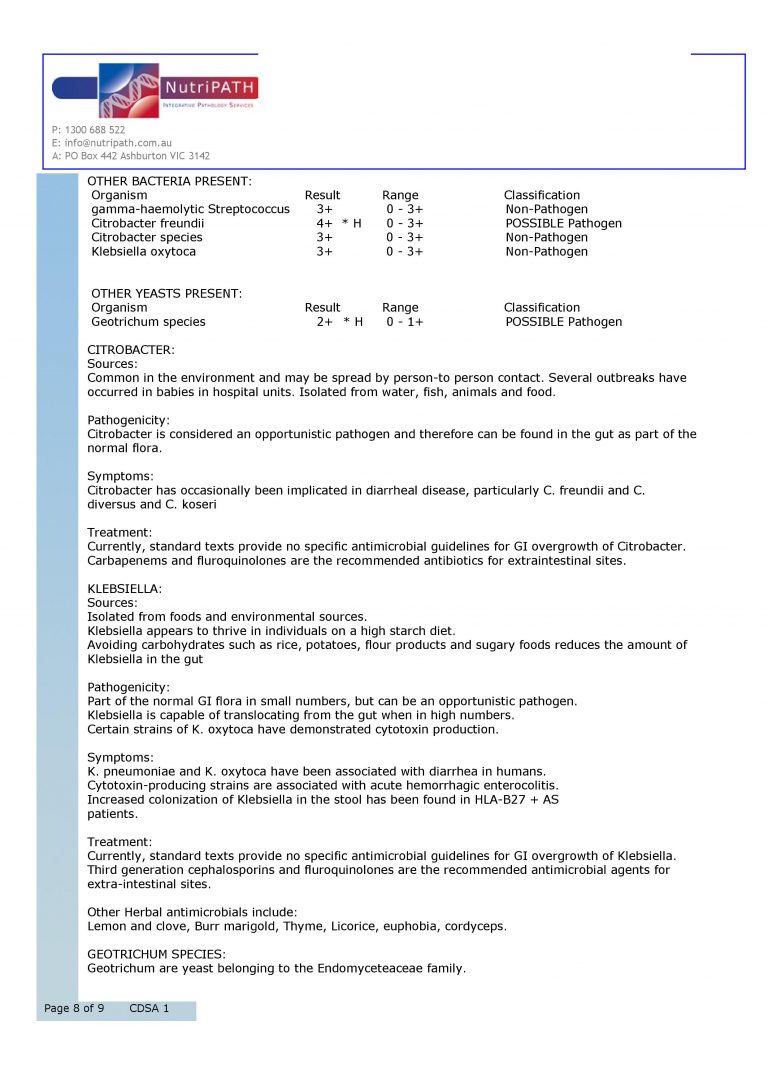 NutriPATH
INTEGRATIVE PATHOLOGY SERVICES
P: 1300 688 522
E: info@nutripath.com.au
A: PO Box 442 Ashburton VIC 3142
OTHER BACTERIA PRESENT:
Organism Result Range Classification
gamma-haemolytic Streptococcus 3+ 0 - 3+ Non-Pathogen
Citrobacter freundii 4+ * H 0 - 3+ POSSIBLE Pathogen
Citrobacter species 3+ 0 - 3+ Non-Pathogen
Klebsiella oxytoca 3+ 0 - 3+ Non-Pathogen
OTHER YEASTS PRESENT:
Organism Result Range Classification
Geotrichum species 2+ * H 0 - 1+ POSSIBLE Pathogen
CITROBACTER:
Sources:
Common in the environment and may be spread by person-to person contact. Several outbreaks have
occurred in babies in hospital units. Isolated from water, fish, animals and food.
Pathogenicity:
Citrobacter is considered an opportunistic pathogen and therefore can be found in the gut as part of the
normal flora.
Symptoms:
Citrobacter has occasionally been implicated in diarrheal disease, particularly C. freundii and C.
diversus and C. koseri
Treatment:
Currently, standard texts provide no specific antimicrobial guidelines for GI overgrowth of Citrobacter.
Carbapenems and fluroquinolones are the recommended antibiotics for extraintestinal sites.
KLEBSIELLA:
Sources:
Isolated from foods and environmental sources.
Klebsiella appears to thrive in individuals on a high starch diet.
Avoiding carbohydrates such as rice, potatoes, flour products and sugary foods reduces the amount of
Klebsiella in the gut
Pathogenicity:
Part of the normal GI flora in small numbers, but can be an opportunistic pathogen.
Klebsiella is capable of translocating from the gut when in high numbers.
Certain strains of K. oxytoca have demonstrated cytotoxin production.
Symptoms:
K. pneumoniae and K. oxytoca have been associated with diarrhea in humans.
Cytotoxin-producing strains are associated with acute hemorrhagic enterocolitis.
Increased colonization of Klebsiella in the stool has been found in HLA-B27 + AS
patients.
Treatment:
Currently, standard texts provide no specific antimicrobial guidelines for GI overgrowth of Klebsiella.
Third generation cephalosporins and fluroquinolones are the recommended antimicrobial agents for
extra-intestinal sites.
Other Herbal antimicrobials include:
Lemon and clove, Burr marigold, Thyme, Licorice, euphobia, cordyceps.
GEOTRICHUM SPECIES:
Geotrichum are yeast belonging to the Endomyceteaceae family.
Page 8 of 9 CDSA 1